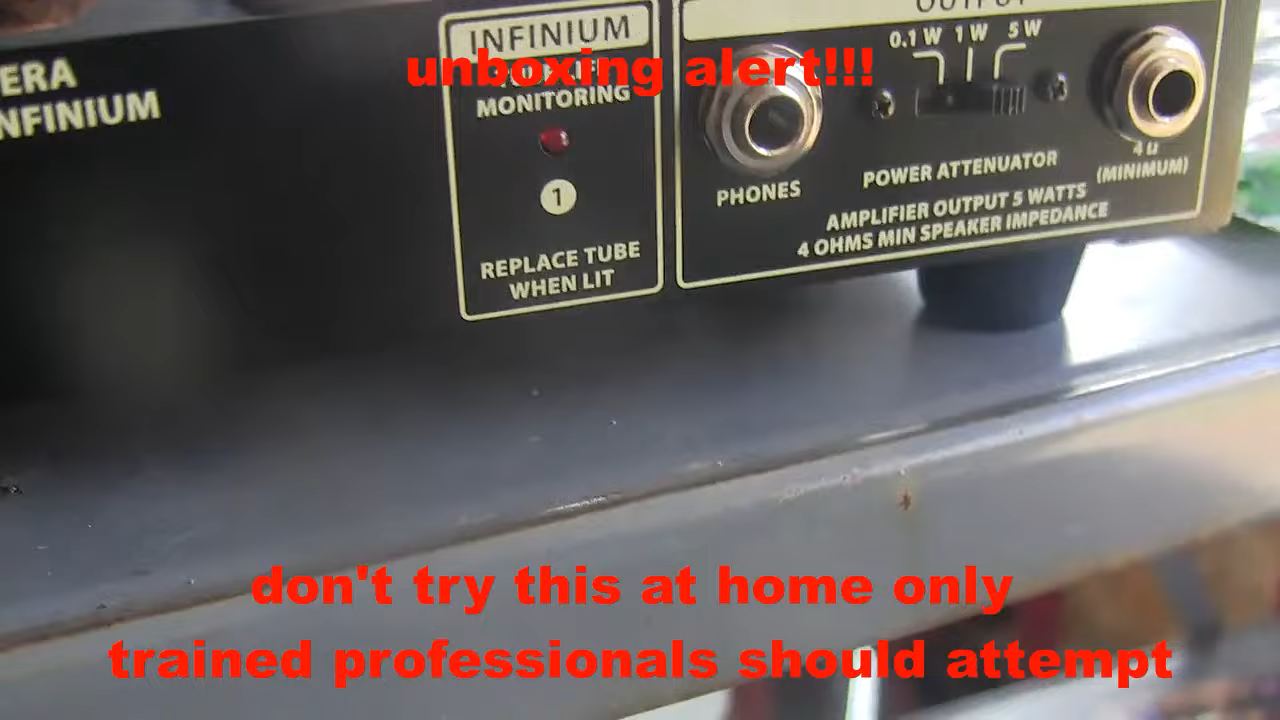 unboxing alert!!!
ERA
NFINIUM
INFINIUM
MONITORING
1
REPLACE TUBE
WHEN LIT
OUTPUT
0.1 W 1 W 5 W
PHONES
POWER ATTENUATOR
4 Ω
(MINIMUM)
AMPLIFIER OUTPUT 5 WATTS
4 OHMS MIN SPEAKER IMPEDANCE
don't try this at home only
trained professionals should attempt